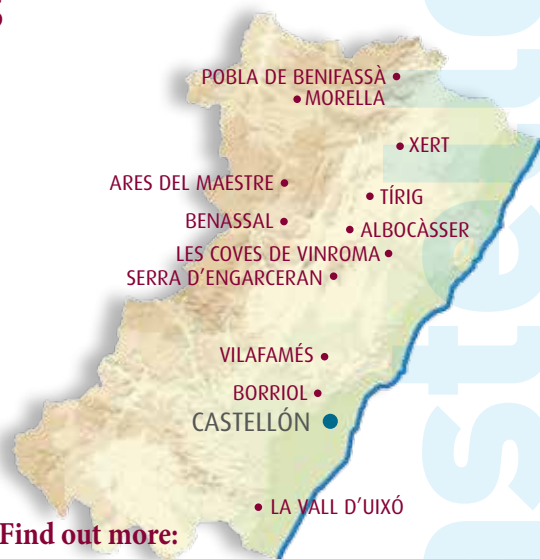 S
POBLA DE BENIFASSÀ
MORELLA
XERT
ARES DEL MAESTRE
TÍRIG
BENASSAL
ALBOCÀSSER
LES COVES DE VINROMA
SERRA D'ENGARCERAN
VILAFAMÉS
BORRIOL
CASTELLÓN
LA VALL D'UIXÓ
Find out more: